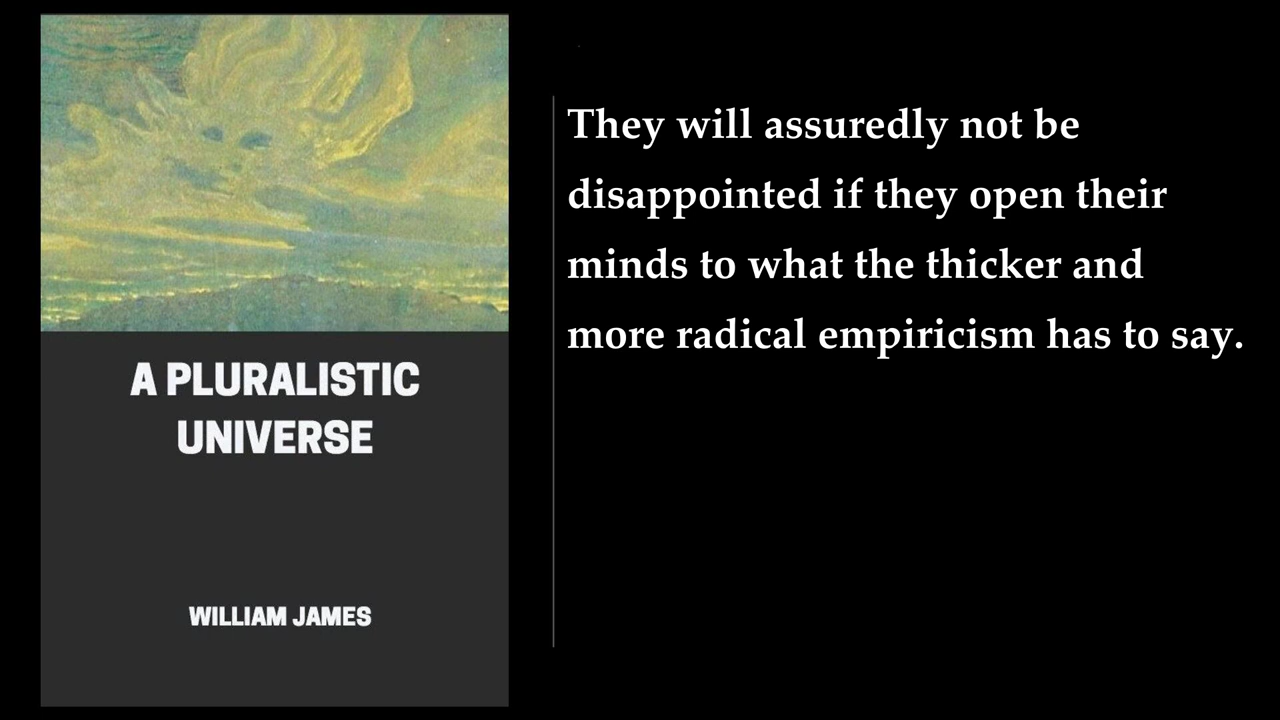 A PLURALISTIC
UNIVERSE
WILLIAM JAMES
They will assuredly not be
disappointed if they open their
minds to what the thicker and
more radical empiricism has to say.